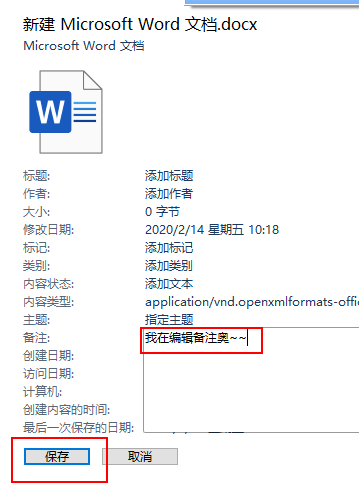 新建 Microsoft Word 文档.docx
Microsoft Word 文档
W
标题: 添加标题
作者: 添加作者
大小: 0 字节
修改日期: 2020/2/14 星期五 10:18
标记: 添加标记
类别: 添加类别
内容状态: 添加文本
内容类型: application/vnd.openxmlformats-offic
主题: 指定主题
备注: 我在编辑备注奥~~
创建日期:
访问日期:
计算机:
创建内容的时间:
最后一次保存的日期:
保存 取消